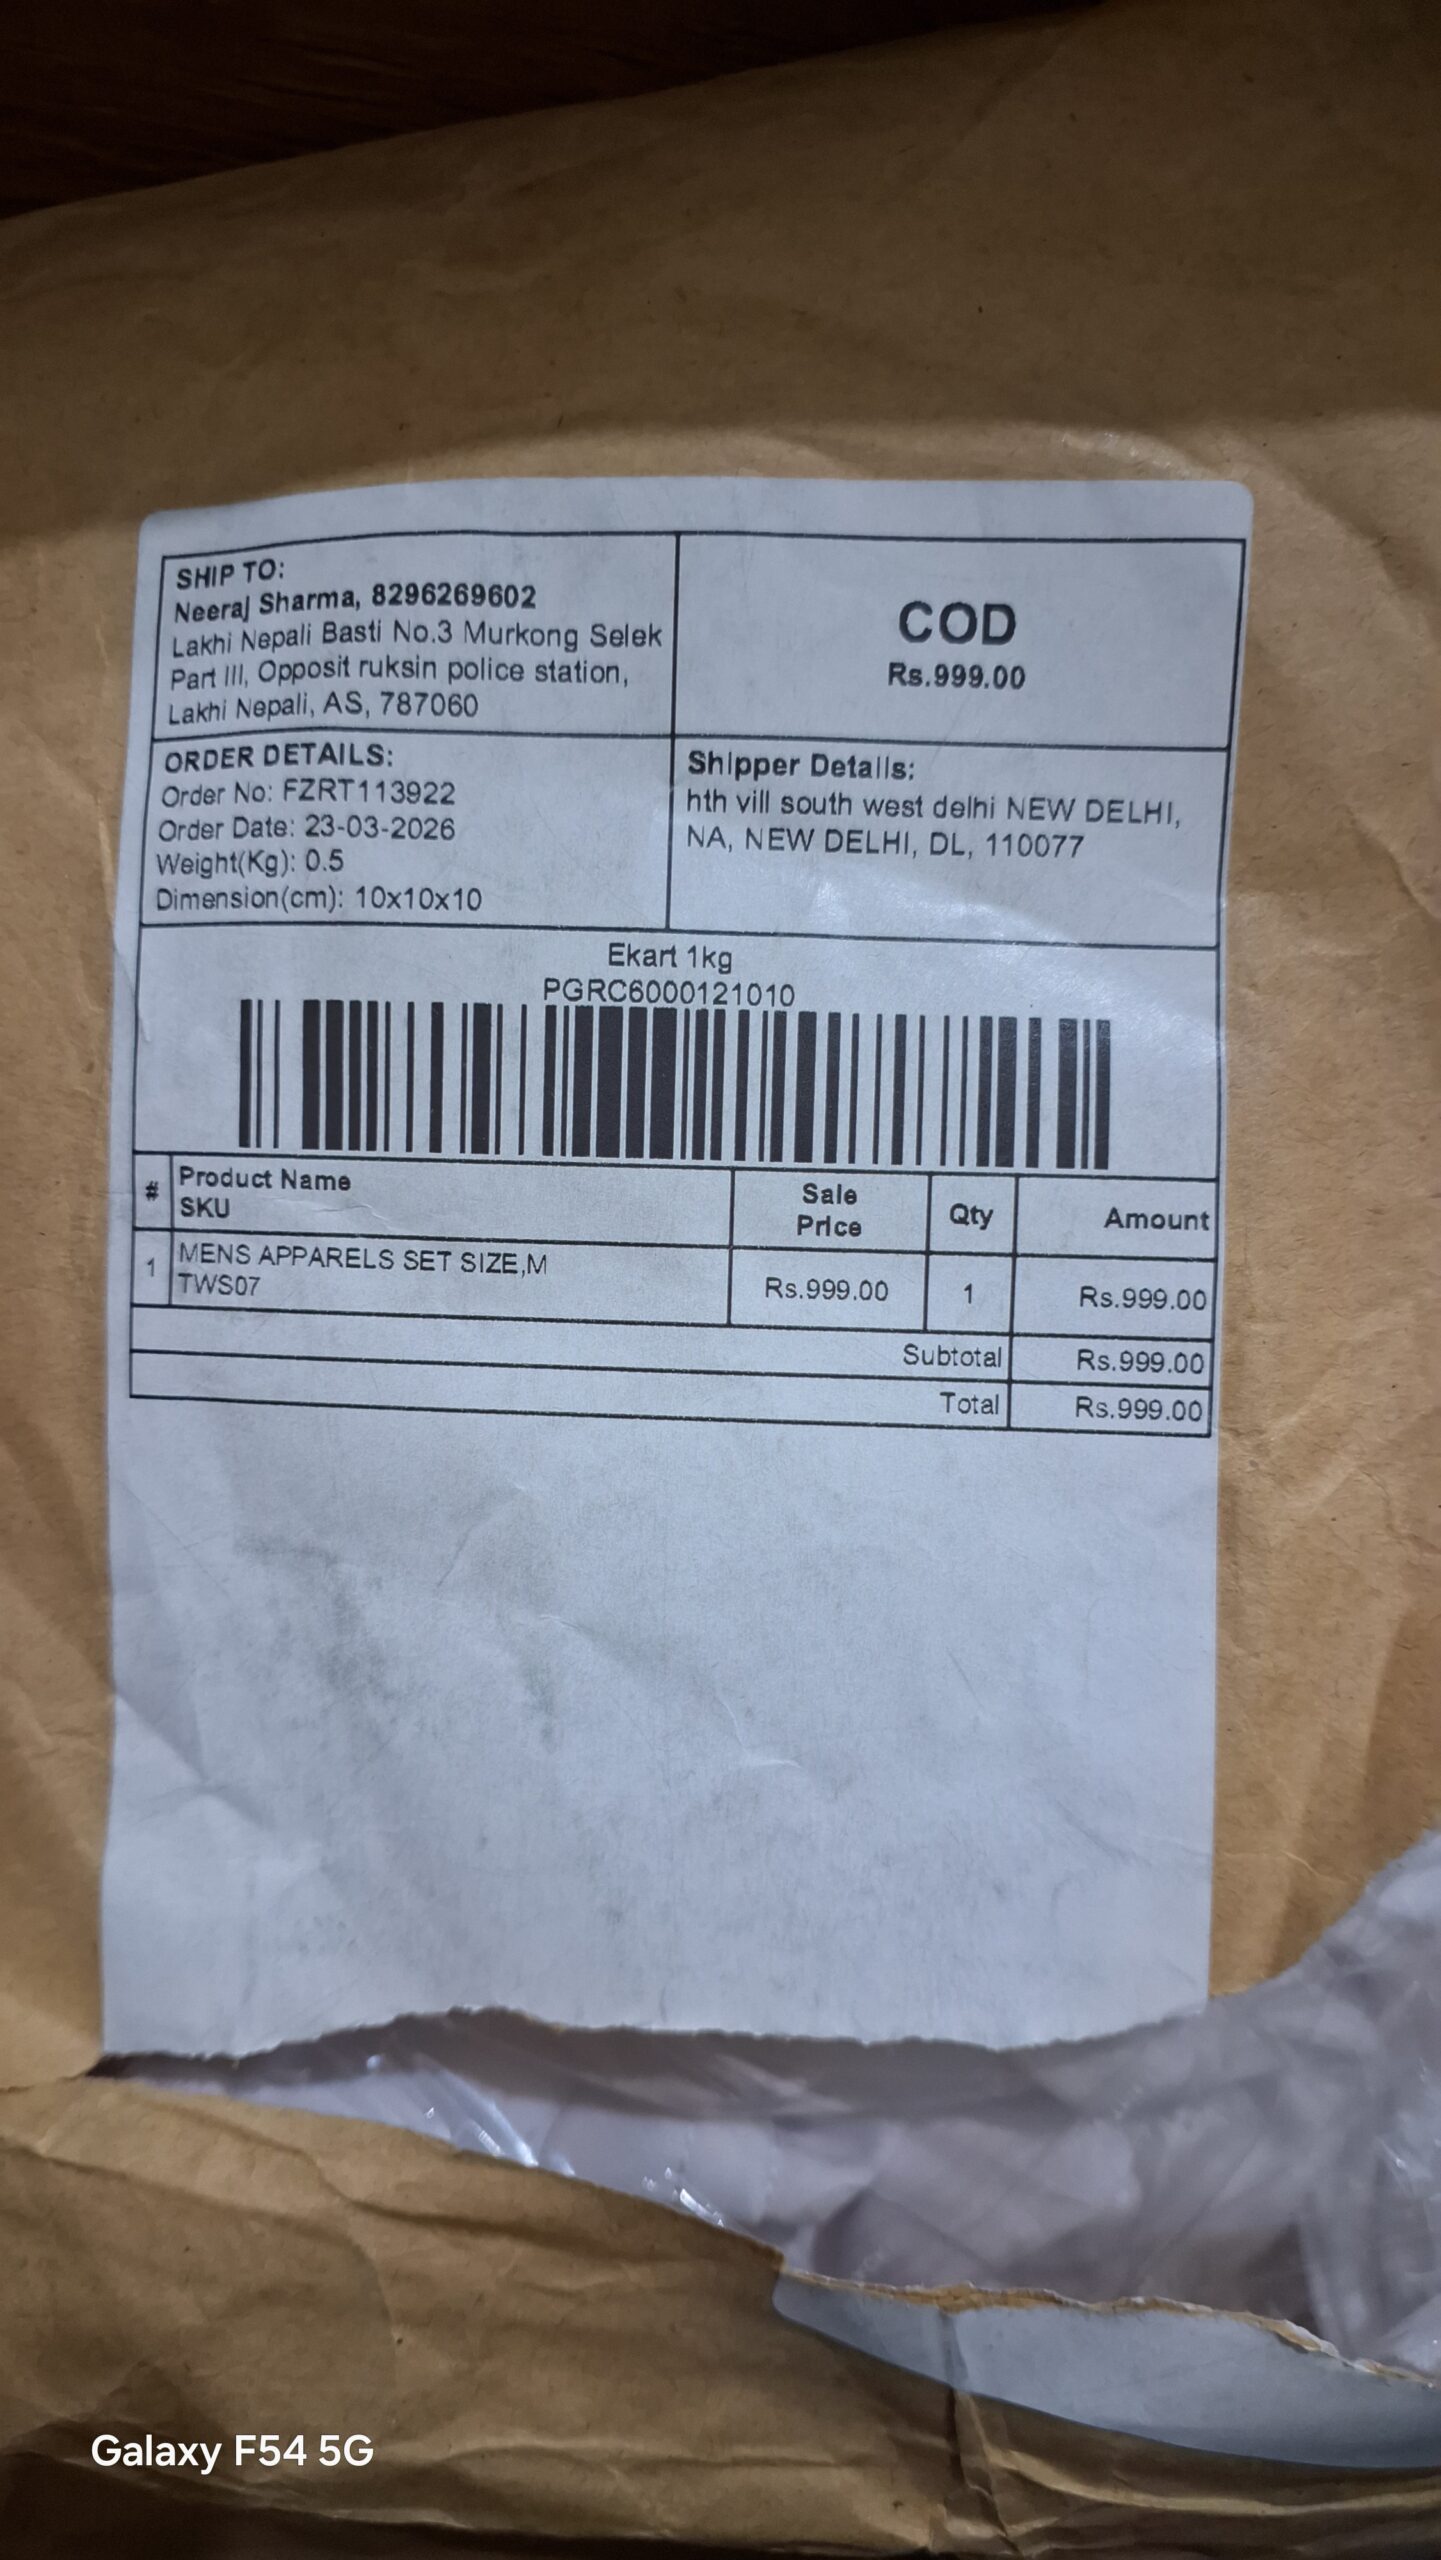 SHIP TO:
Neeraj Sharma, 8296269602
Lakhi Nepali Basti No.3 Murkong Selek
Part III, Opposit ruksin police station,
Lakhi Nepali, AS, 787060
COD
Rs.999.00
ORDER DETAILS:
Order No: FZRT113922
Order Date: 23-03-2026
Weight(Kg): 0.5
Dimension(cm): 10x10x10
Shipper Details:
hth vill south west delhi NEW DELHI,
NA, NEW DELHI, DL, 110077
Ekart 1kg
PGRC6000121010
# Product Name SKU Sale Price Qty Amount
1 MENS APPARELS SET SIZE,M TWS07 Rs.999.00 1 Rs.999.00
Subtotal Rs.999.00
Total Rs.999.00
Galaxy F54 5G